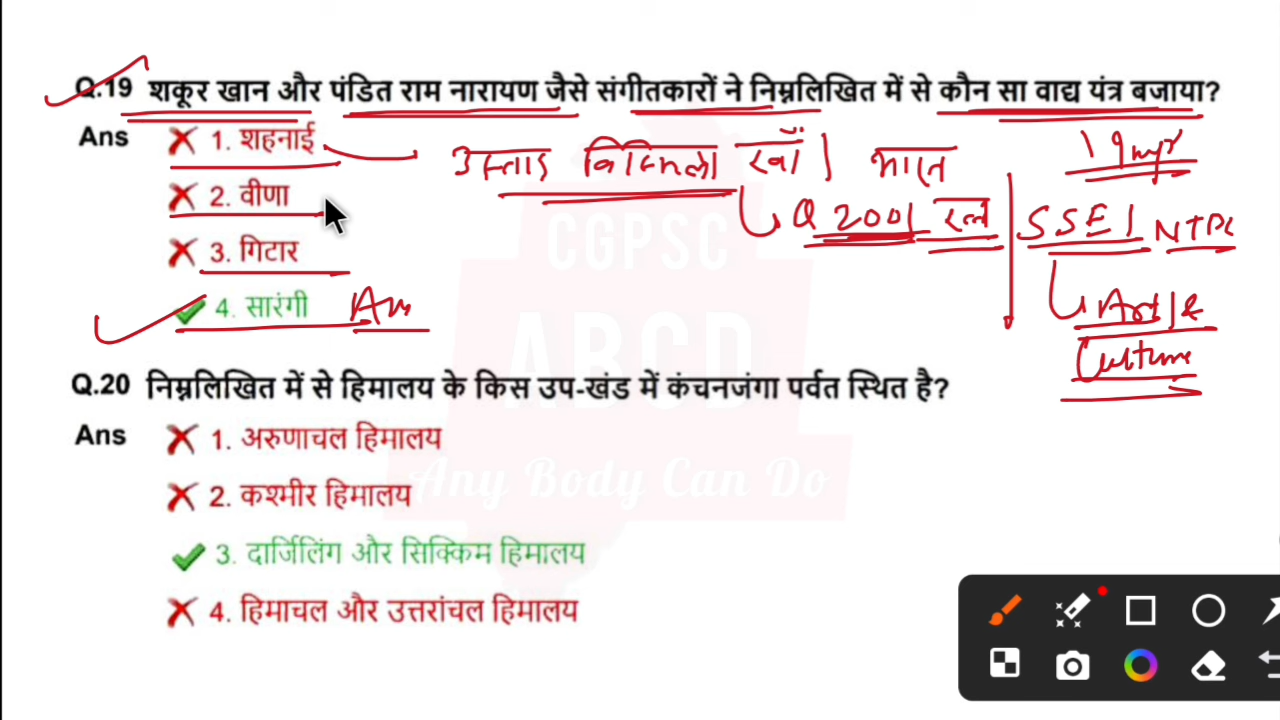 Q.19 शकूर खान और पंडित राम नारायण जैसे संगीतकारों ने निम्नलिखित में से कौन सा वाद्य यंत्र बजाया?
Ans 1. शहनाई
उस्ताद बिस्मिल्ला खाँ भारत रत्न 2001
2. वीणा
3. गिटार
4. सारंगी Ans
NTPC
Art &
Culture
CGPSC
ABCD
Any Body Can Do
Q.20 निम्नलिखित में से हिमालय के किस उप-खंड में कंचनजंगा पर्वत स्थित है?
Ans 1. अरुणाचल हिमालय
2. कश्मीर हिमालय
3. दार्जिलिंग और सिक्किम हिमालय
4. हिमाचल और उत्तरांचल हिमालय